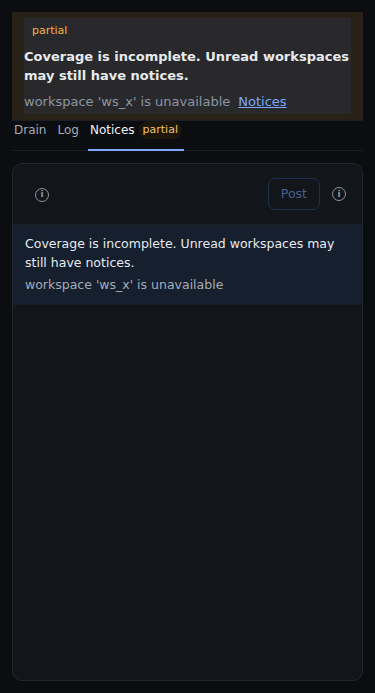 partial
Coverage is incomplete. Unread workspaces
may still have notices.
workspace 'ws_x' is unavailable Notices
Drain Log Notices partial
Post
Coverage is incomplete. Unread workspaces may
still have notices.
workspace 'ws_x' is unavailable